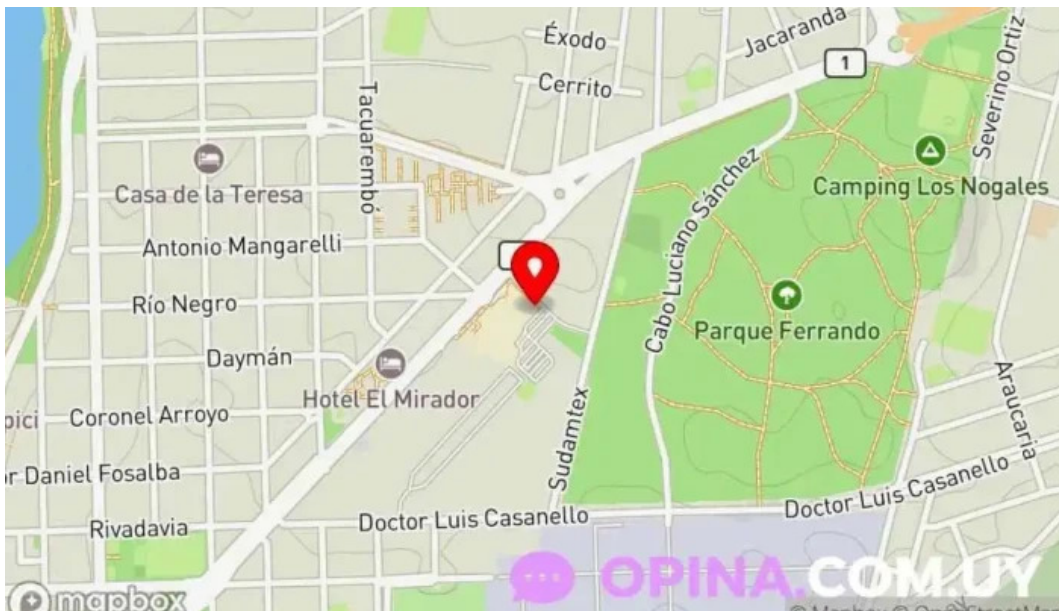 Éxodo
Jacaranda
1
Cerrito
Severino Ortiz
Tacuarembó
Casa de la Teresa
Camping Los Nogales
Cabo Luciano Sánchez
Antonio Mangarelli
Río Negro
Parque Ferrando
Daymán
Hotel El Mirador
Araucaria
Coronel Arroyo
Sudamtex
Daniel Fosalba
Doctor Luis Casanello
Rivadavia
Doctor Luis Casanello
OPINA.COM.UY
mapbox
© Mapbox ©